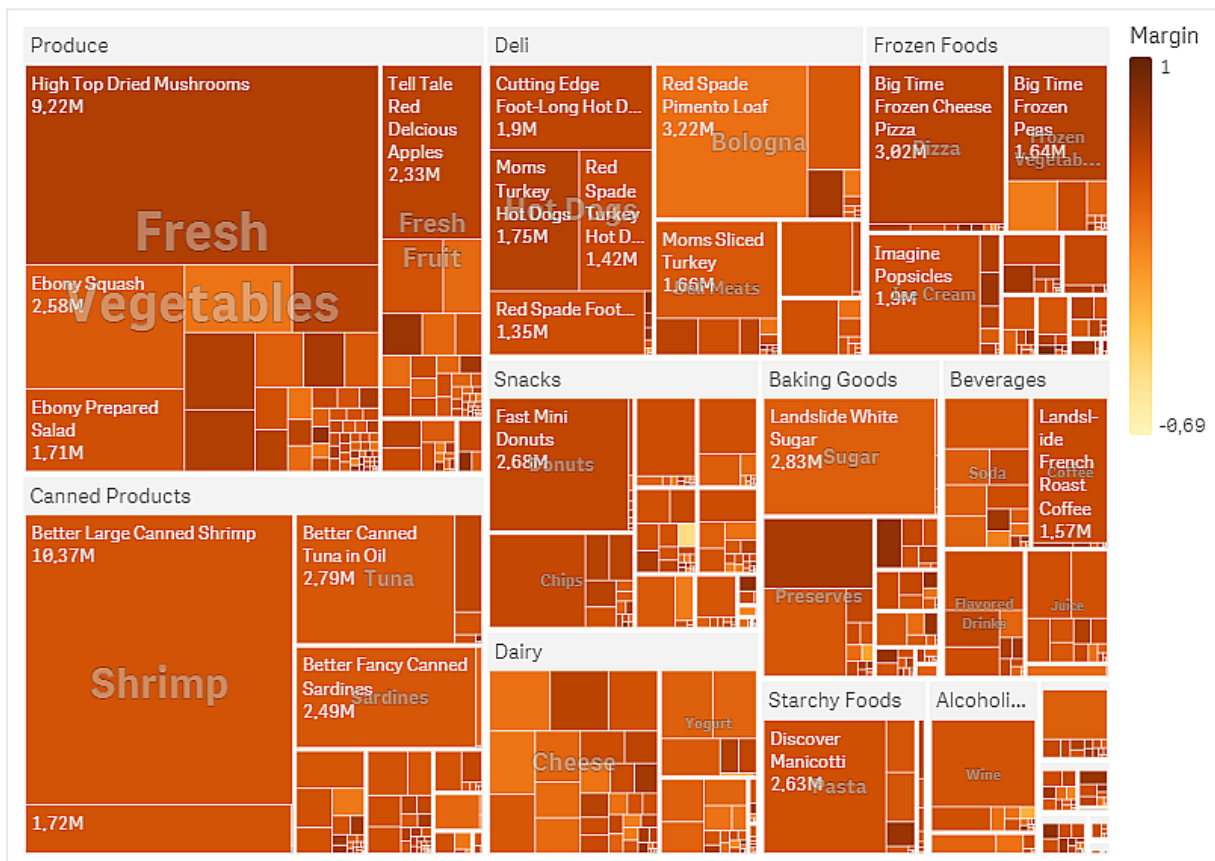 Produce
High Top Dried Mushrooms
9,22M
Fresh
Vegetables
Ebony Squash
2,58M
Ebony Prepared
Salad
1,71M
Tell Tale
Red
Delcious
Apples
2,33M
Fresh
Fruit
Canned Products
Better Large Canned Shrimp
10,37M
Shrimp
1,72M
Better Canned
Tuna in Oil
2,79M
Tuna
Better Fancy Canned
Sardines
2,49M
Sardines
Deli
Cutting Edge
Foot-Long Hot D...
1,9M
Moms
Turkey
Hot Dogs
1,75M
Red
Spade
Turkey
Hot D...
1,42M
Hot Dogs
Red Spade Foot...
1,35M
Red Spade
Pimento Loaf
3,22M
Bologna
Moms Sliced
Turkey
1,66M
Deli Meats
Frozen Foods
Big Time
Frozen Cheese
Pizza
3,02M
Pizza
Big Time
Frozen
Peas
1,64M
Frozen
Vegetab...
Imagine
Popsicles
1,9M
Ice Cream
Snacks
Fast Mini
Donuts
2,68M
Donuts
Chips
Dairy
Cheese
Yogurt
Baking Goods
Landslide White
Sugar
2,83M
Sugar
Preserves
Beverages
Soda
Landsl-
ide
French
Roast
Coffee
1,57M
Coffee
Flavored
Drinks
Juice
Starchy Foods
Discover
Manicotti
2,63M
Pasta
Alcoholi...
Wine
Margin
1
-0,69